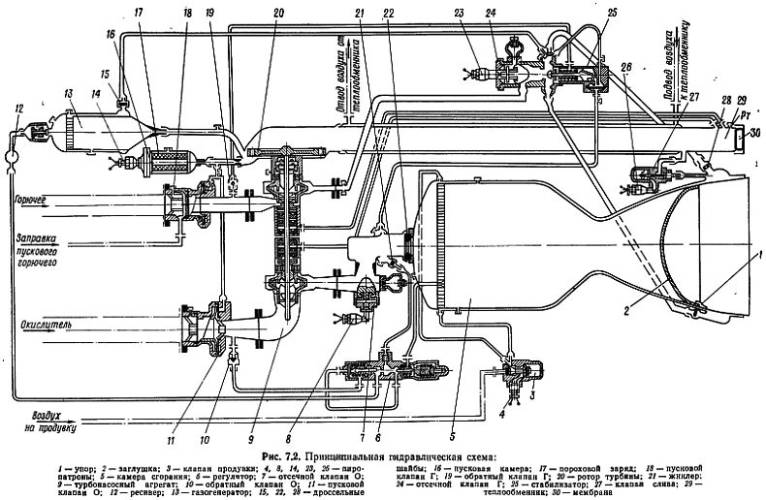 16 17 18 19 20 21 22 23 24 25
Отвод воздуха от
теплообменника
Подвод воздуха
к теплообменнику
15
26
27
28
29
12
13
14
Рт
30
Горючее
Заправка
пускового
горючего
Окислитель
1
2
Воздух
на продувку
11 10 9 8 7 6 5 4 3
Рис. 7.2. Принципиальная гидравлическая схема:
1 — упор; 2 — заглушка; 3 — клапан продувки; 4, 8, 14, 23, 26 — пиро-
патроны; 5 — камера сгорания; 6 — регулятор; 7 — отсечной клапан О;
9 — турбонасосный агрегат; 10 — обратный клапан О; 11 — пусковой
клапан О; 12 — ресивер; 13 — газогенератор; 15, 22, 28 — дроссельные
шайбы; 16 — пусковая камера; 17 — пороховой заряд; 18 — пусковой
клапан Г; 19 — обратный клапан Г; 20 — ротор турбины; 21 — жиклер;
24 — отсечной клапан Г; 25 — стабилизатор; 27 — клапан слива; 29 —
теплообменник; 30 — мембрана